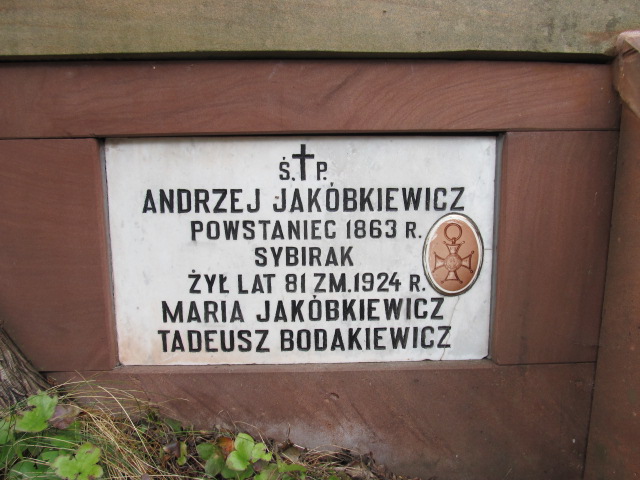 Ś.✝P.
ANDRZEJ JAKÓBKIEWICZ
POWSTANIEC 1863 R.
SYBIRAK
ŻYŁ LAT 81 ZM.1924 R.
MARIA JAKÓBKIEWICZ
TADEUSZ BODAKIEWICZ